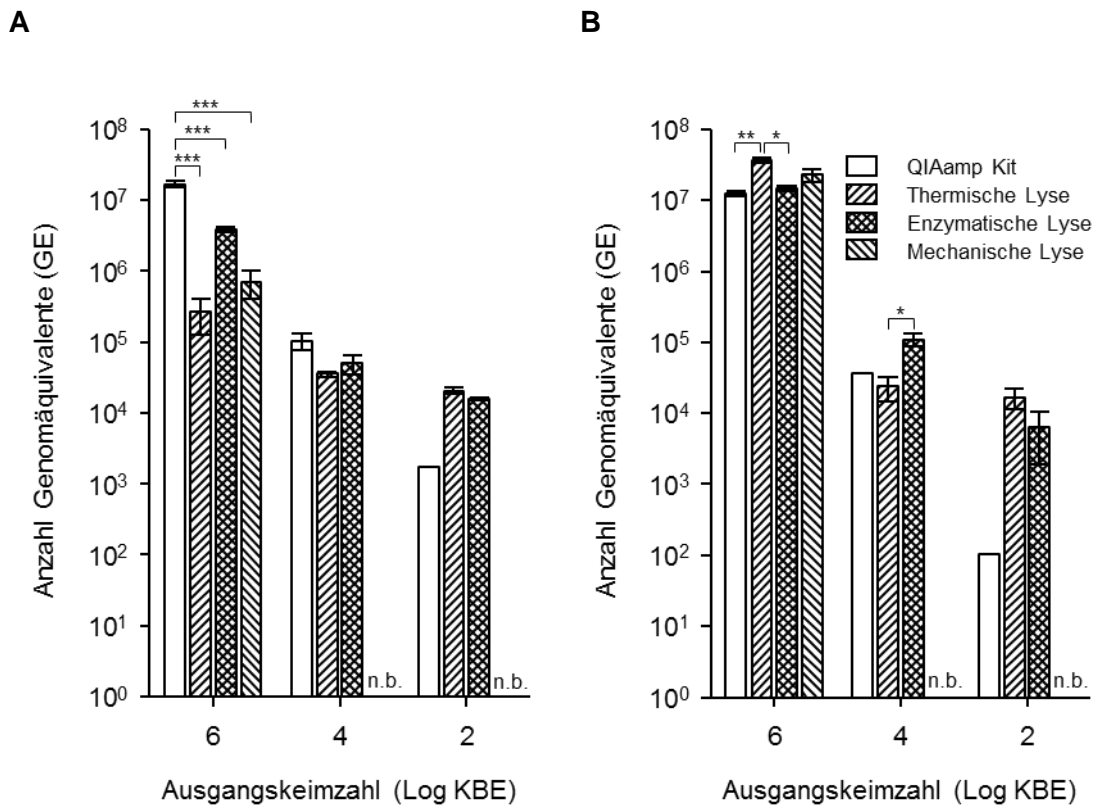 A
B
***
***
***
10⁸
10⁷
10⁶
10⁵
10⁴
10³
10²
10¹
10⁰
Anzahl Genomäquivalente (GE)
n.b.
n.b.
6
4
2
Ausgangskeimzahl (Log KBE)
**
*
*
10⁸
10⁷
10⁶
10⁵
10⁴
10³
10²
10¹
10⁰
Anzahl Genomäquivalente (GE)
QIAamp Kit
Thermische Lyse
Enzymatische Lyse
Mechanische Lyse
n.b.
n.b.
6
4
2
Ausgangskeimzahl (Log KBE)